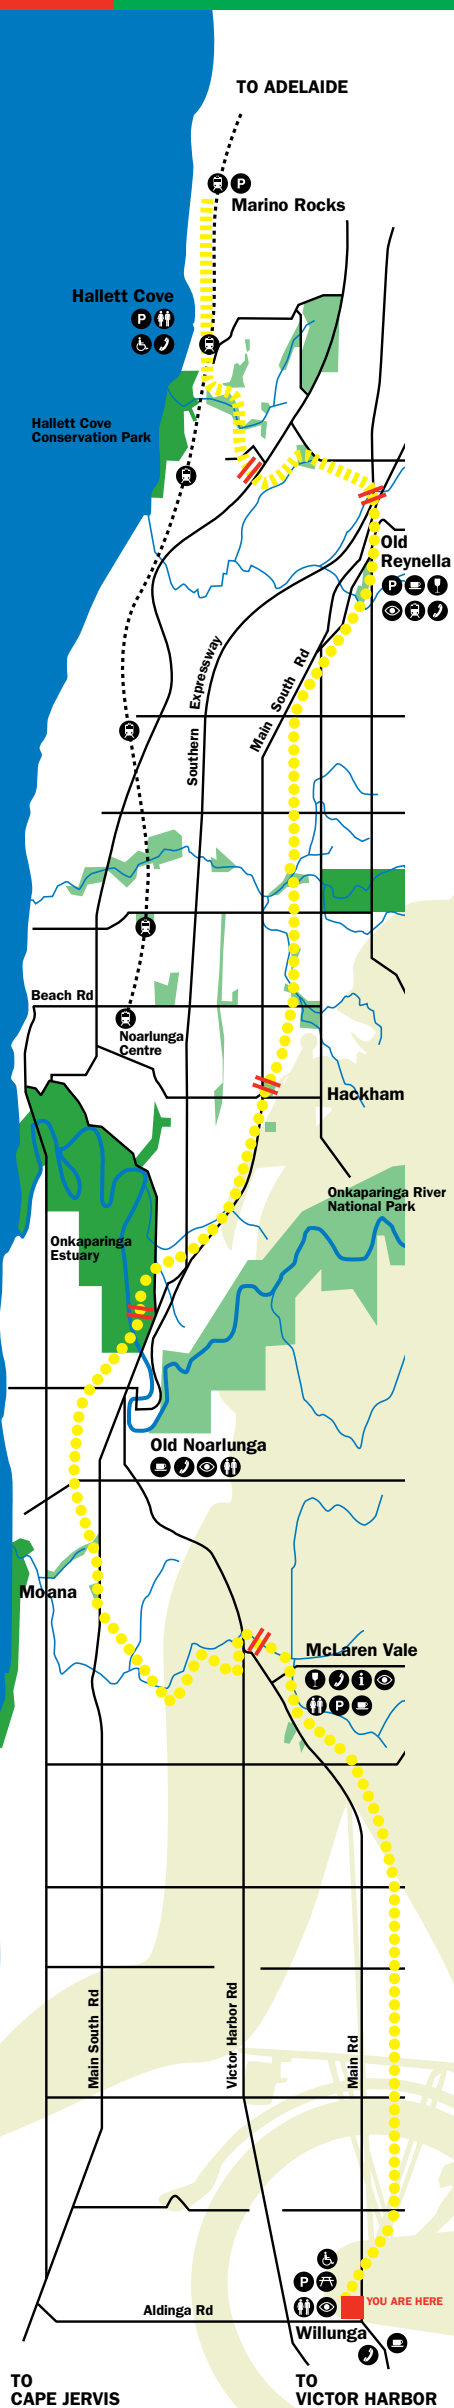 TO ADELAIDE
P
Marino Rocks
Hallett Cove
P
Hallett Cove
Conservation Park
Old
Reynella
P
Southern Expressway
Main South Rd
Beach Rd
Noarlunga
Centre
Hackham
Onkaparinga River
National Park
Onkaparinga
Estuary
Old Noarlunga
Moana
McLaren Vale
i
P
Main South Rd
Victor Harbor Rd
Main Rd
P
YOU ARE HERE
Aldinga Rd
Willunga
TO
CAPE JERVIS
TO
VICTOR HARBOR